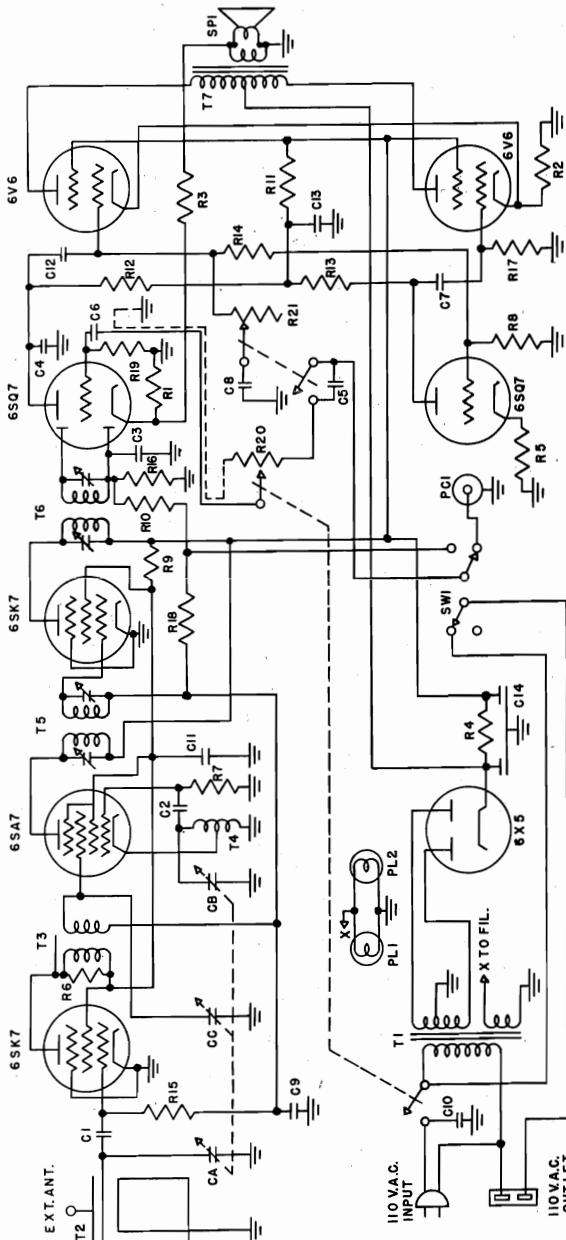 SP1
T7
6V6
R3
R11
C13
6V6
R2
C12
R14
R12
R13
C7
R17
C6
C4
R21
6SQ7
R19
R1
C8
C5
R8
6SQ7
C3
R20
R5
R16
R10
PC1
T6
R9
6SK7
R18
SW1
T5
C11
R7
R4
C14
6SA7
C2
T4
6X5
CB
PL2
X
PL1
T3
R6
X TO FIL.
6SK7
CC
T1
R15
C9
C10
C1
CA
EXT. ANT.
T2
110 V.A.C.
INPUT
110 V.A.C.
OUTLET